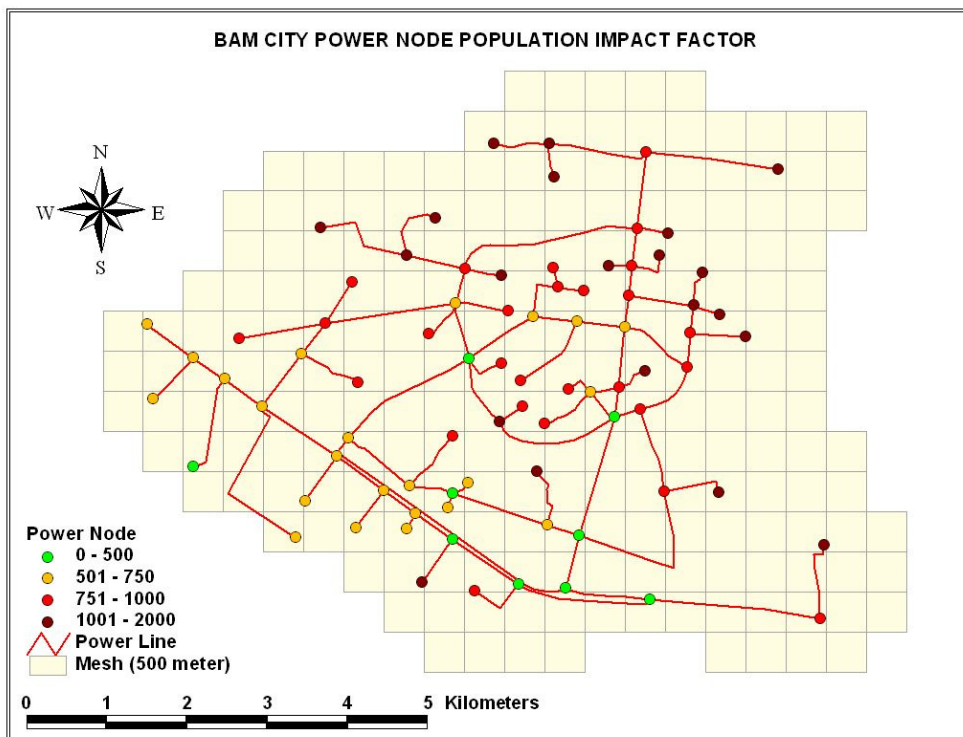 BAM CITY POWER NODE POPULATION IMPACT FACTOR
N
W E
S
Power Node
0 - 500
501 - 750
751 - 1000
1001 - 2000
Power Line
Mesh (500 meter)
0 1 2 3 4 5 Kilometers